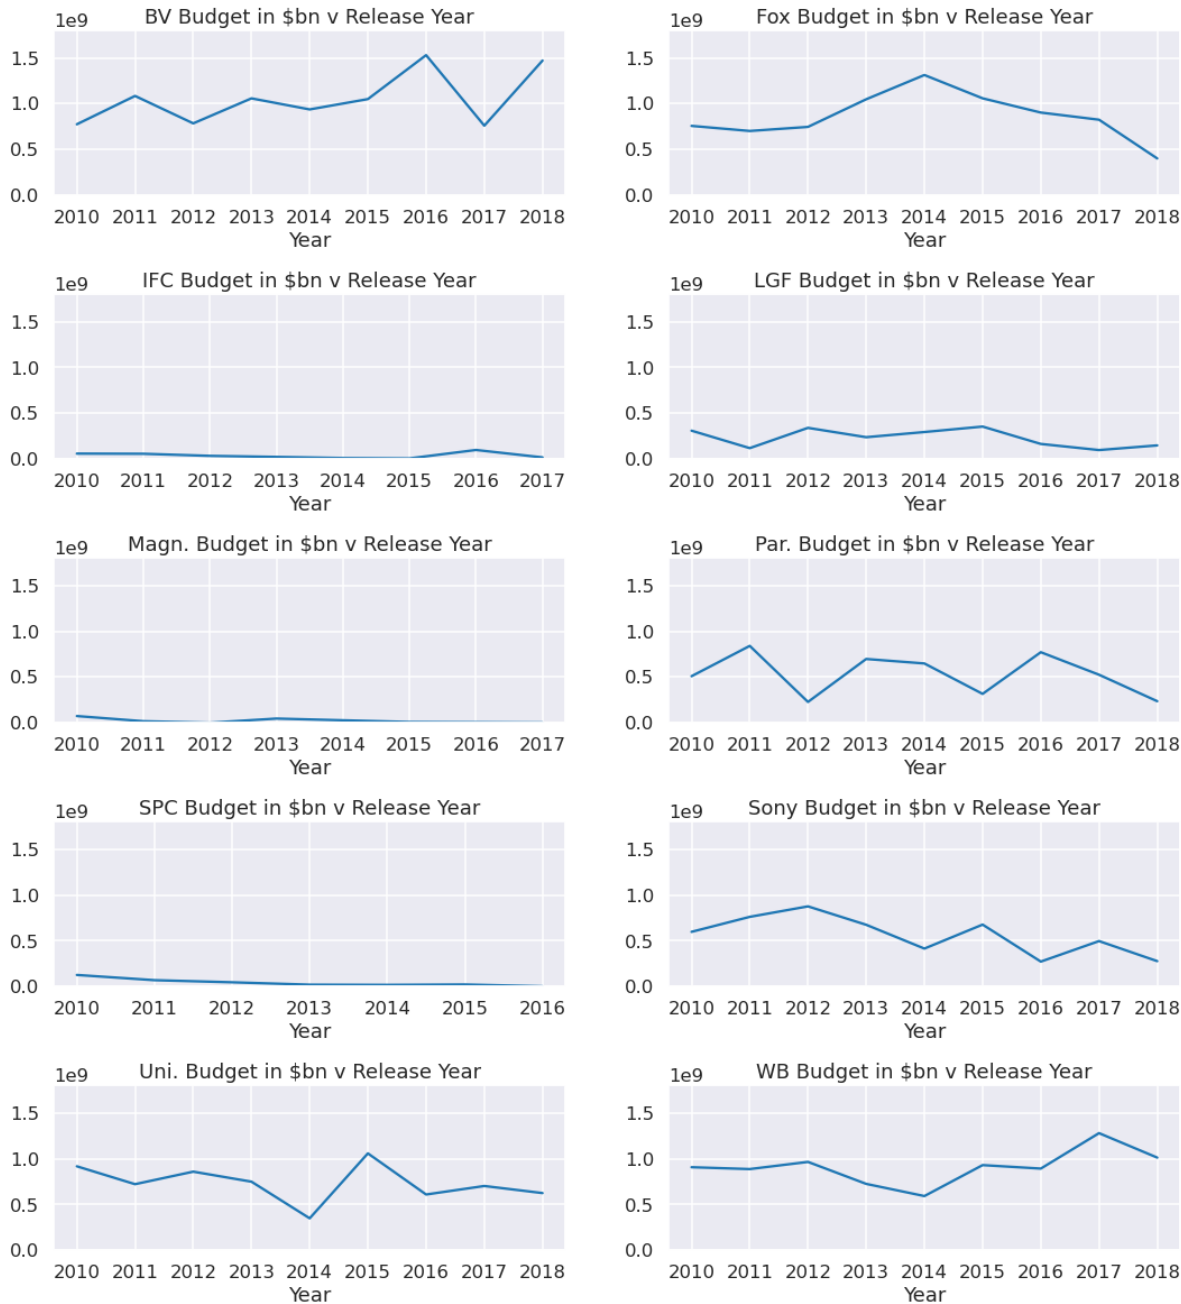 BV Budget in $bn v Release Year
1e9
1.5
1.0
0.5
0.0
2010 2011 2012 2013 2014 2015 2016 2017 2018
Year
Fox Budget in $bn v Release Year
1e9
1.5
1.0
0.5
0.0
2010 2011 2012 2013 2014 2015 2016 2017 2018
Year
IFC Budget in $bn v Release Year
1e9
1.5
1.0
0.5
0.0
2010 2011 2012 2013 2014 2015 2016 2017
Year
LGF Budget in $bn v Release Year
1e9
1.5
1.0
0.5
0.0
2010 2011 2012 2013 2014 2015 2016 2017 2018
Year
Magn. Budget in $bn v Release Year
1e9
1.5
1.0
0.5
0.0
2010 2011 2012 2013 2014 2015 2016 2017
Year
Par. Budget in $bn v Release Year
1e9
1.5
1.0
0.5
0.0
2010 2011 2012 2013 2014 2015 2016 2017 2018
Year
SPC Budget in $bn v Release Year
1e9
1.5
1.0
0.5
0.0
2010 2011 2012 2013 2014 2015 2016
Year
Sony Budget in $bn v Release Year
1e9
1.5
1.0
0.5
0.0
2010 2011 2012 2013 2014 2015 2016 2017 2018
Year
Uni. Budget in $bn v Release Year
1e9
1.5
1.0
0.5
0.0
2010 2011 2012 2013 2014 2015 2016 2017 2018
Year
WB Budget in $bn v Release Year
1e9
1.5
1.0
0.5
0.0
2010 2011 2012 2013 2014 2015 2016 2017 2018
Year